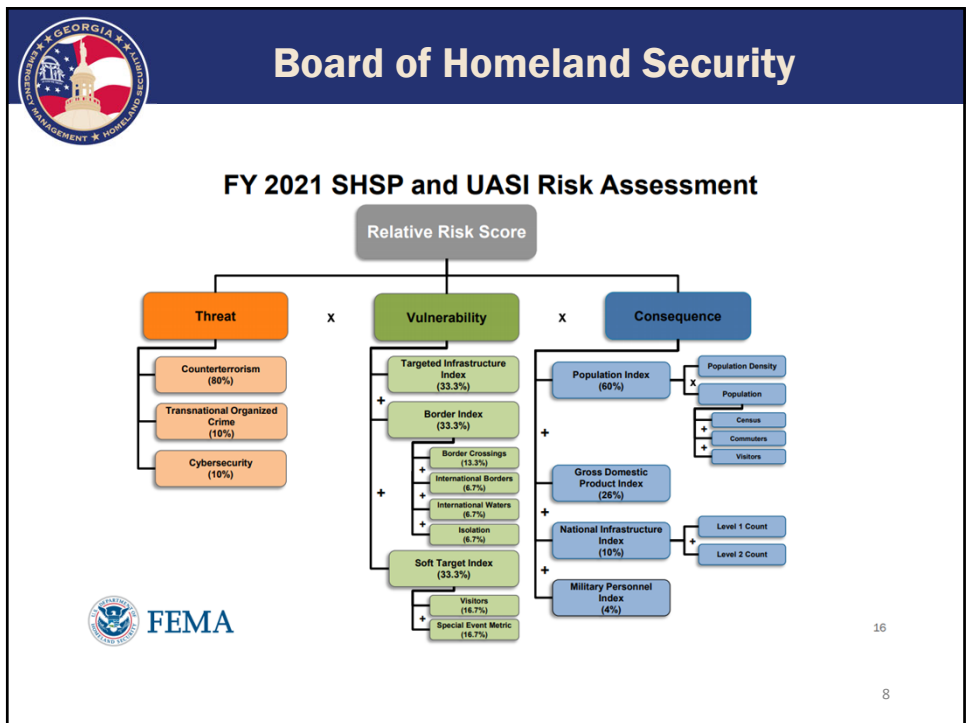 GEORGIA
EMERGENCY MANAGEMENT ★ HOMELAND SECURITY
Board of Homeland Security
FY 2021 SHSP and UASI Risk Assessment
Relative Risk Score
Threat
x
Vulnerability
x
Consequence
Counterterrorism
(80%)
Transnational Organized
Crime
(10%)
Cybersecurity
(10%)
Targeted Infrastructure
Index
(33.3%)
+
Border Index
(33.3%)
Border Crossings
(13.3%)
+
International Borders
(6.7%)
+
International Waters
(6.7%)
+
Isolation
(6.7%)
+
Soft Target Index
(33.3%)
Visitors
(16.7%)
+
Special Event Metric
(16.7%)
Population Index
(60%)
Population Density
x
Population
Census
+
Commuters
+
Visitors
+
Gross Domestic
Product Index
(26%)
+
National Infrastructure
Index
(10%)
Level 1 Count
+
Level 2 Count
+
Military Personnel
Index
(4%)
U.S. DEPARTMENT OF
HOMELAND SECURITY
FEMA
16
8